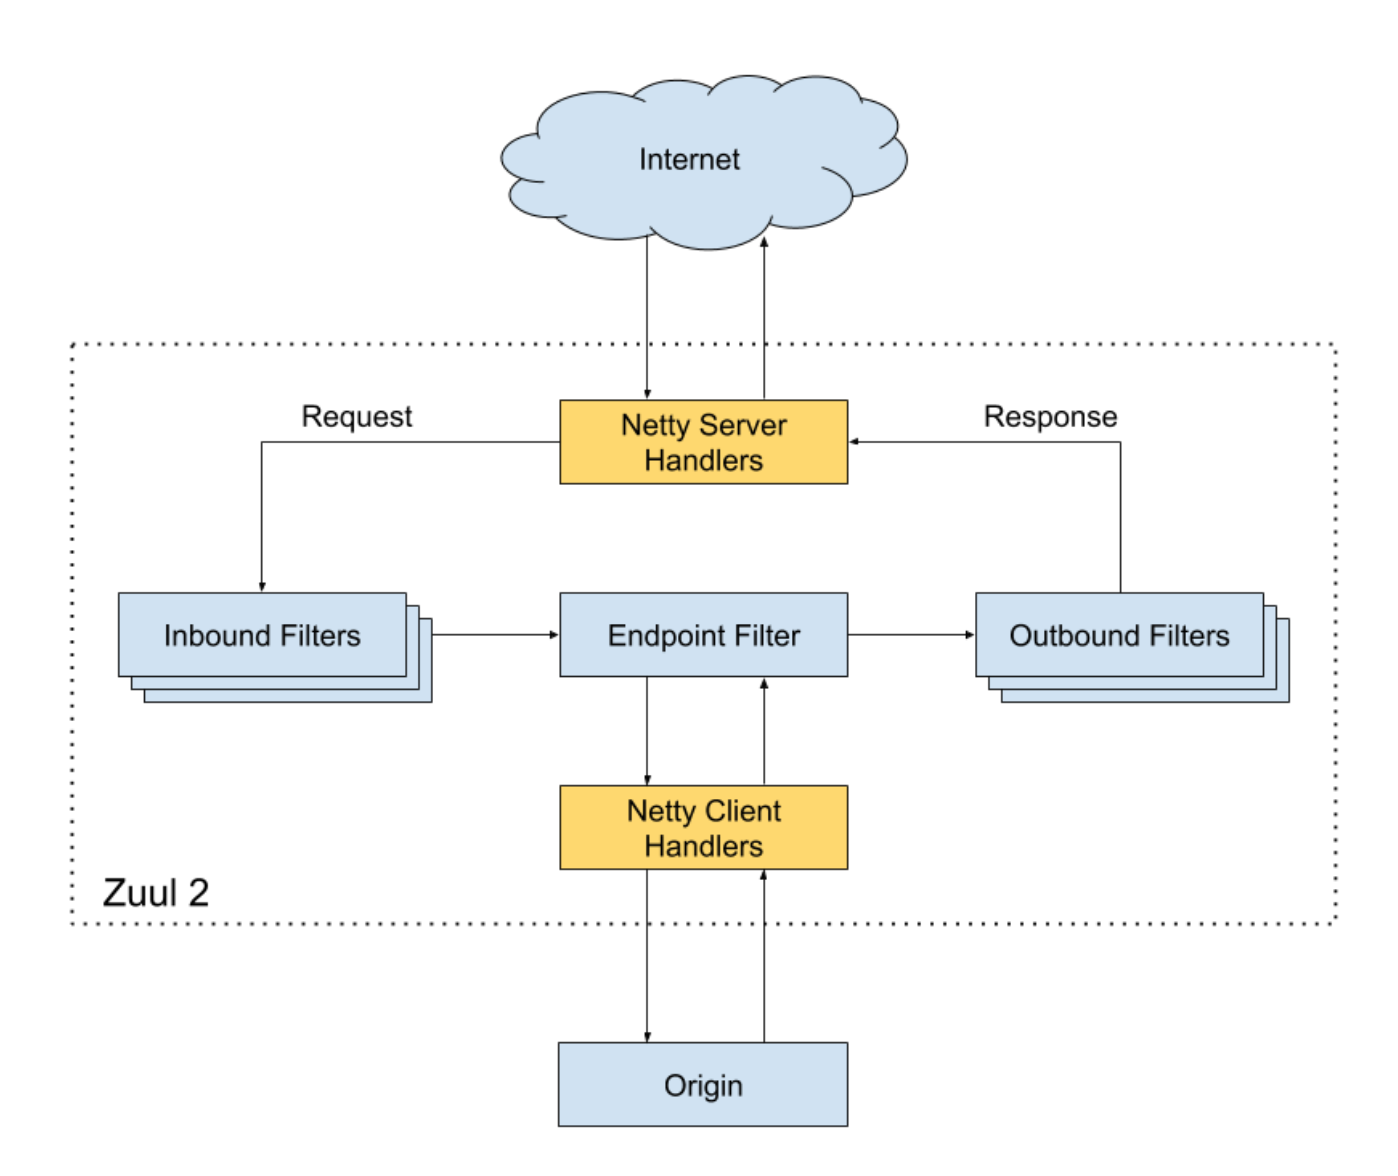 Internet
Request
Netty Server
Handlers
Response
Inbound Filters
Endpoint Filter
Outbound Filters
Netty Client
Handlers
Zuul 2
Origin